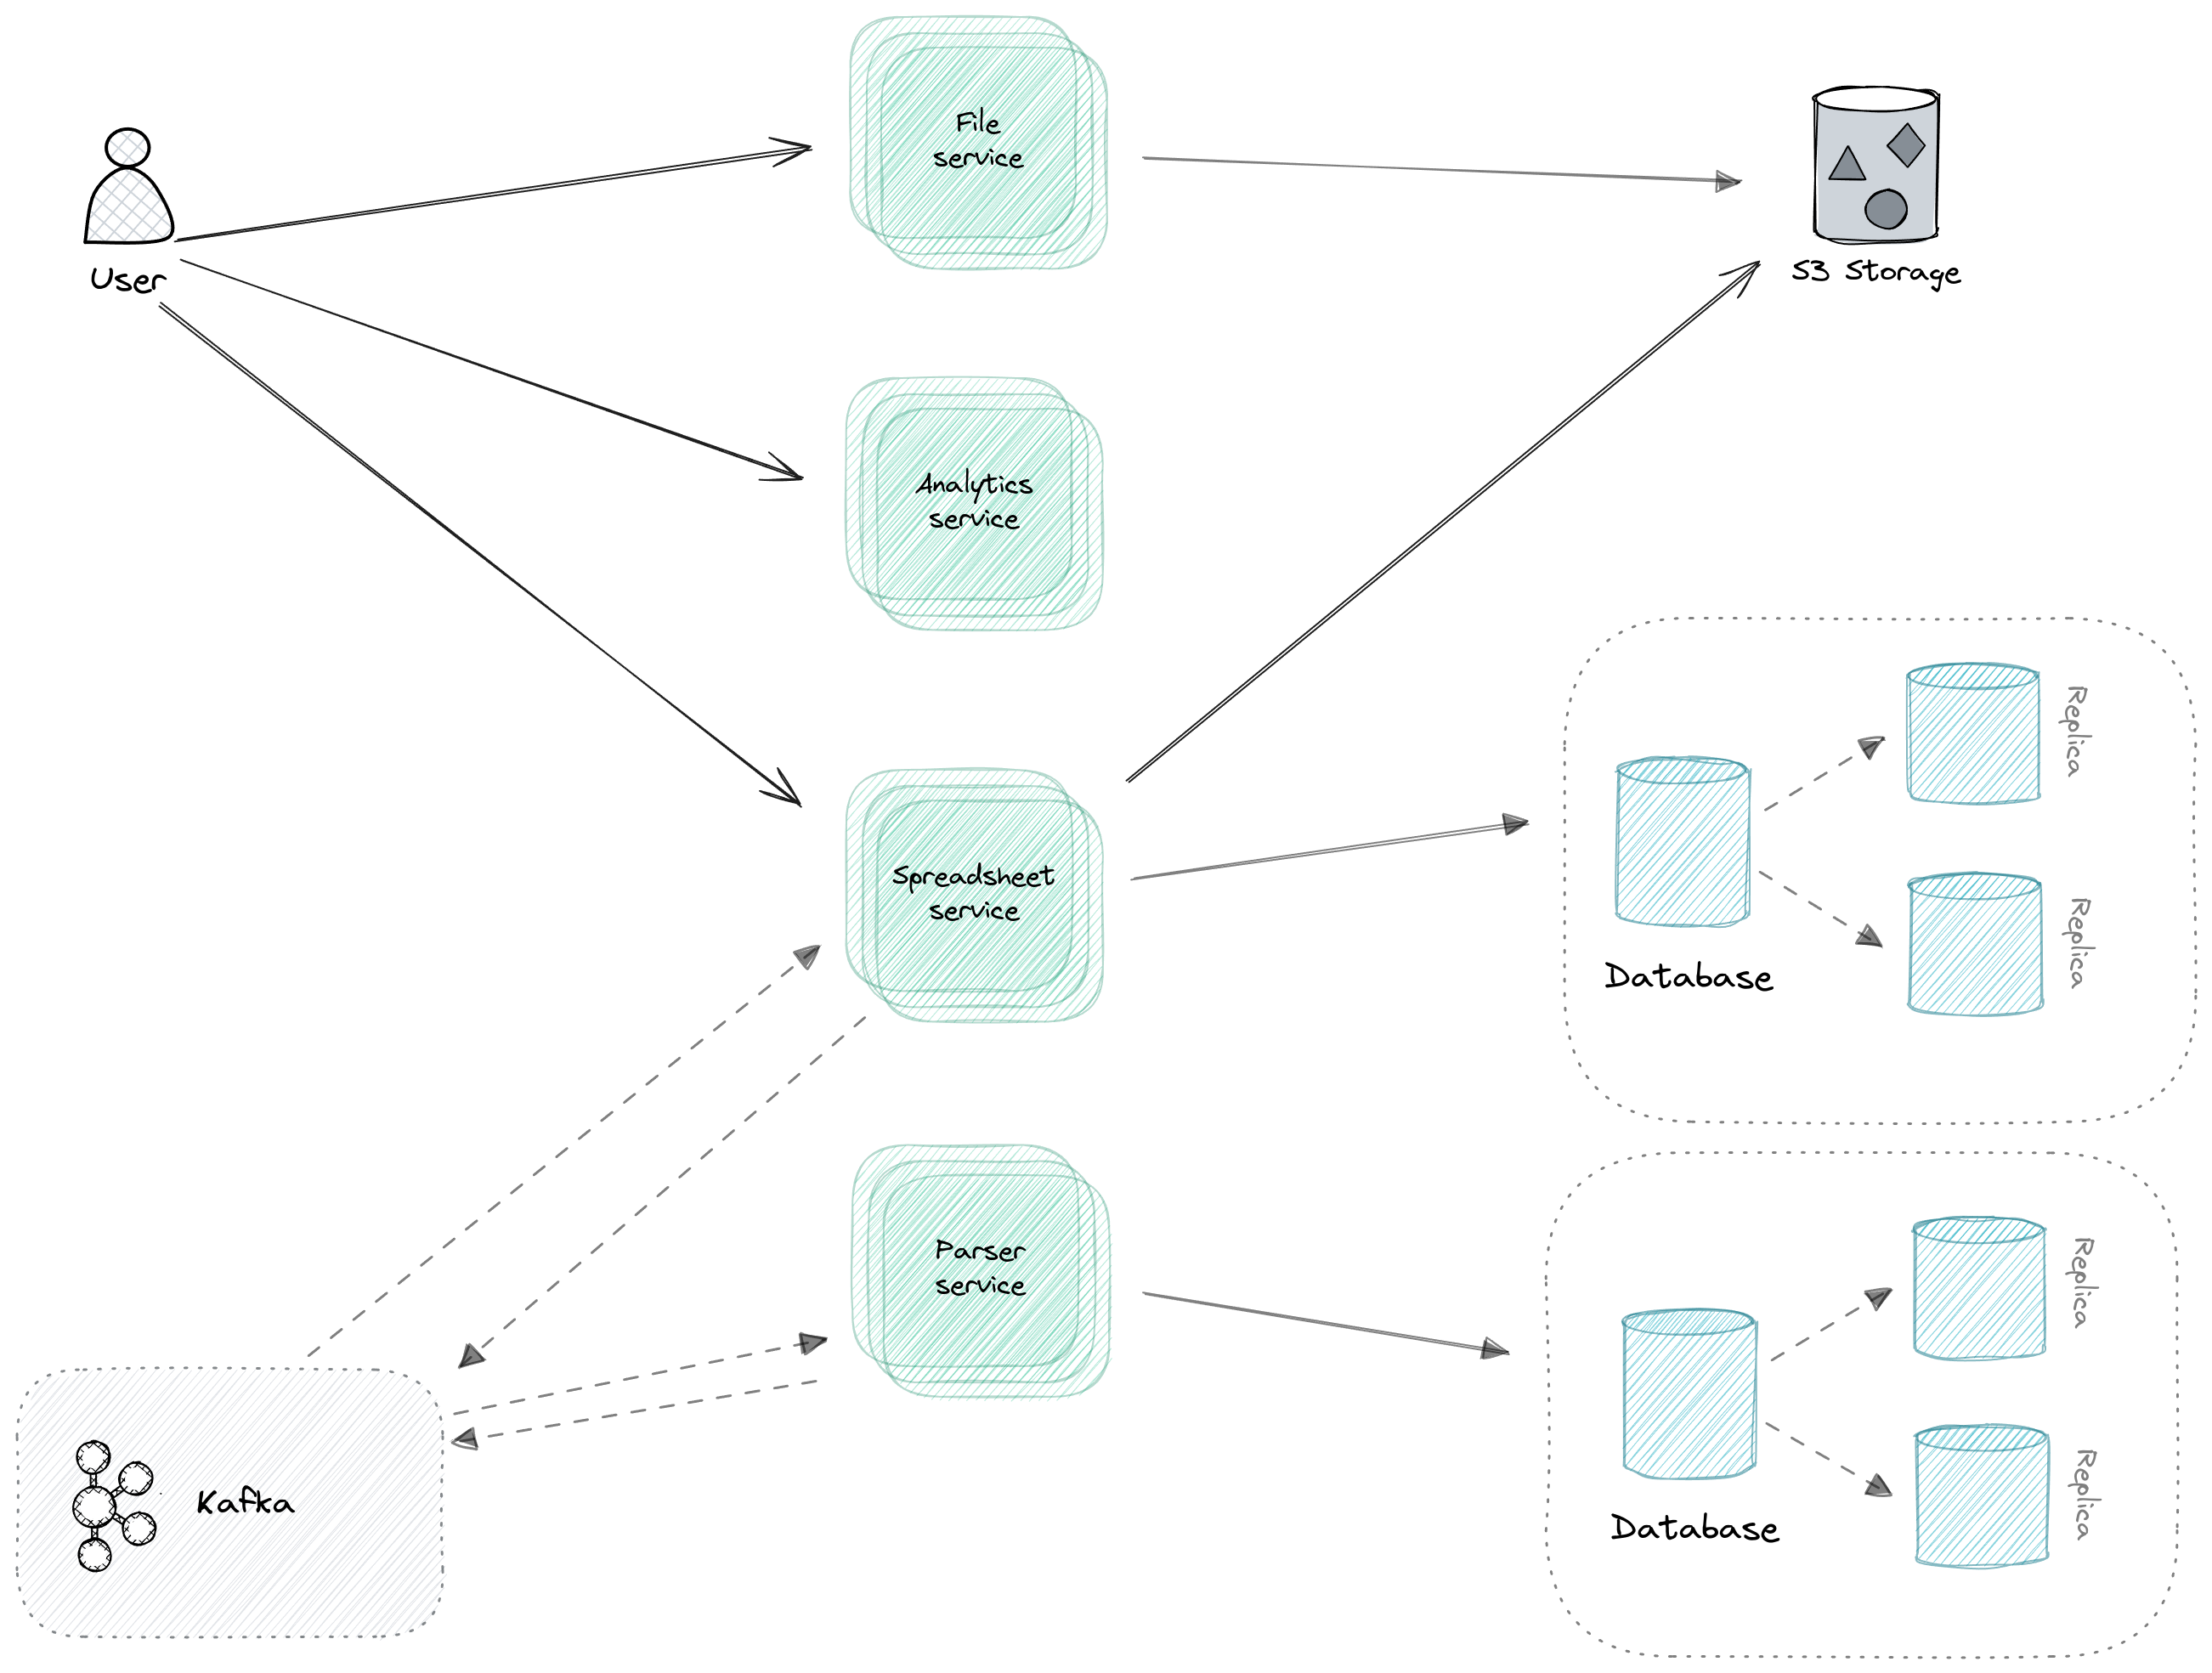 File
service
User
S3 Storage
Analytics
service
Replica
Spreadsheet
service
Replica
Database
Parser
service
Replica
Kafka
Replica
Database